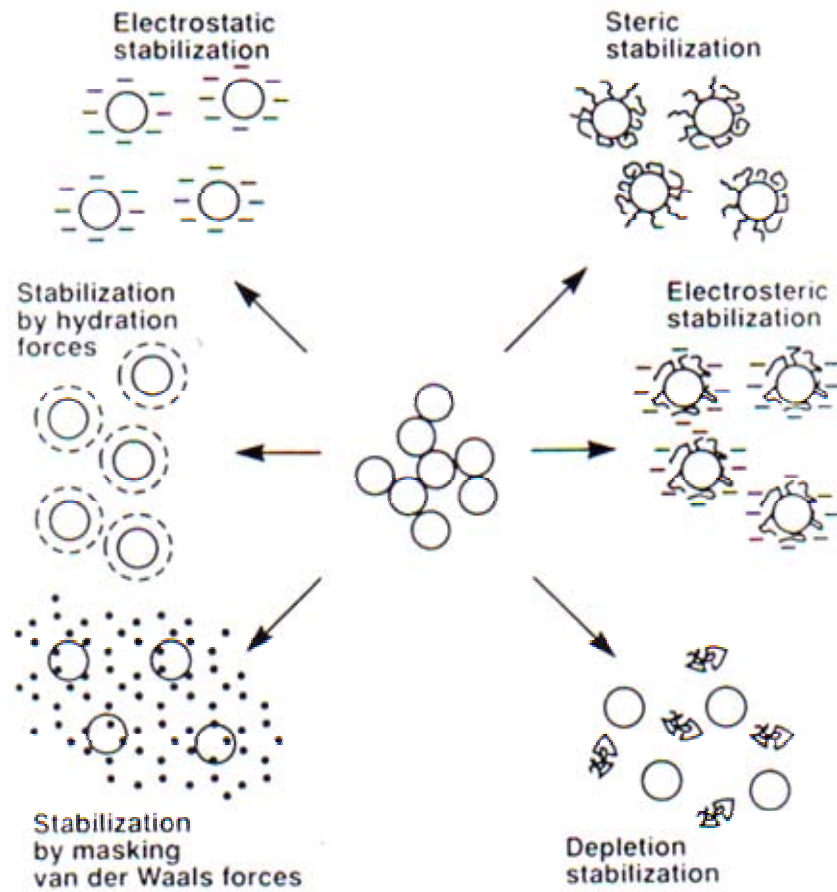 Electrostatic
stabilization
Steric
stabilization
Stabilization
by hydration
forces
Electrosteric
stabilization
Stabilization
by masking
van der Waals forces
Depletion
stabilization